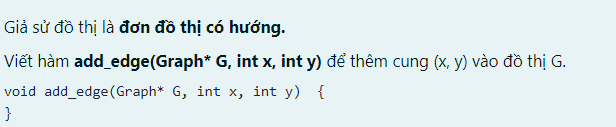 Giả sử đồ thị là đơn đồ thị có hướng.
Viết hàm add_edge(Graph* G, int x, int y) để thêm cung (x, y) vào đồ thị G.
void add_edge(Graph* G, int x, int y)  {
}